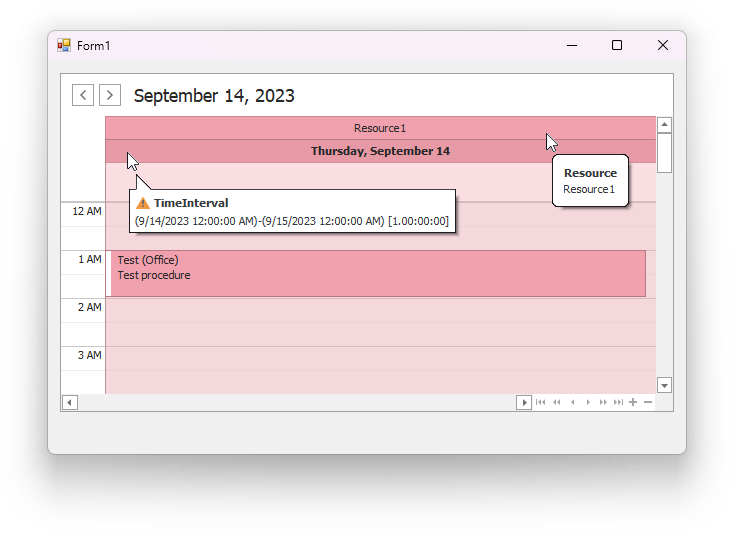 Form1
September 14, 2023
Resource1
Thursday, September 14
Resource
Resource1
TimeInterval
(9/14/2023 12:00:00 AM)-(9/15/2023 12:00:00 AM) [1.00:00:00]
12 AM
1 AM
Test (Office)
Test procedure
2 AM
3 AM